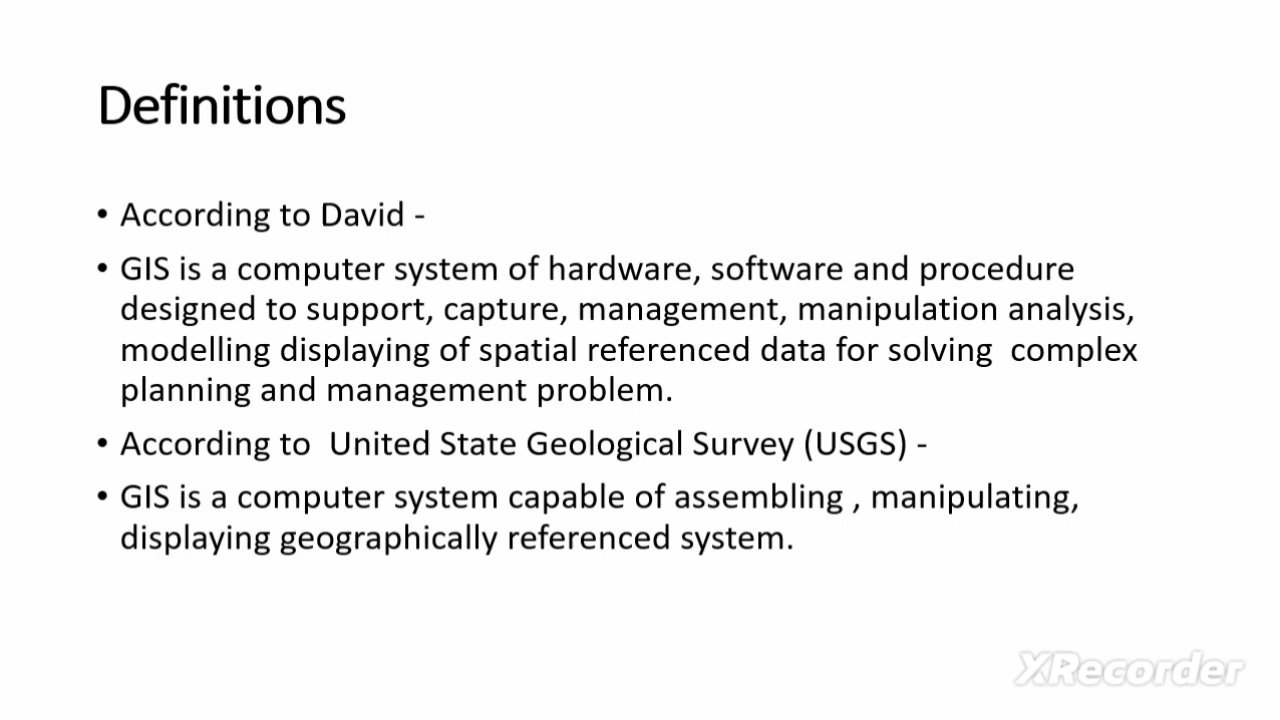 Definitions
• According to David -
• GIS is a computer system of hardware, software and procedure
designed to support, capture, management, manipulation analysis,
modelling displaying of spatial referenced data for solving  complex
planning and management problem.
• According to  United State Geological Survey (USGS) -
• GIS is a computer system capable of assembling , manipulating,
displaying geographically referenced system.
XRecorder